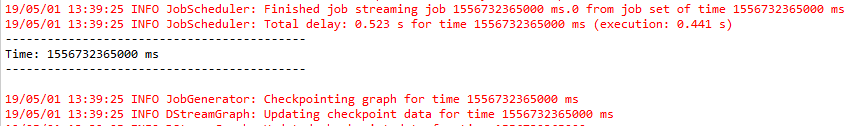 19/05/01 13:39:25 INFO JobScheduler: Finished job streaming job 1556732365000 ms.0 from job set of time 1556732365000 ms
19/05/01 13:39:25 INFO JobScheduler: Total delay: 0.523 s for time 1556732365000 ms (execution: 0.441 s)
-------------------------------------------
Time: 1556732365000 ms
-------------------------------------------
19/05/01 13:39:25 INFO JobGenerator: Checkpointing graph for time 1556732365000 ms
19/05/01 13:39:25 INFO DStreamGraph: Updating checkpoint data for time 1556732365000 ms